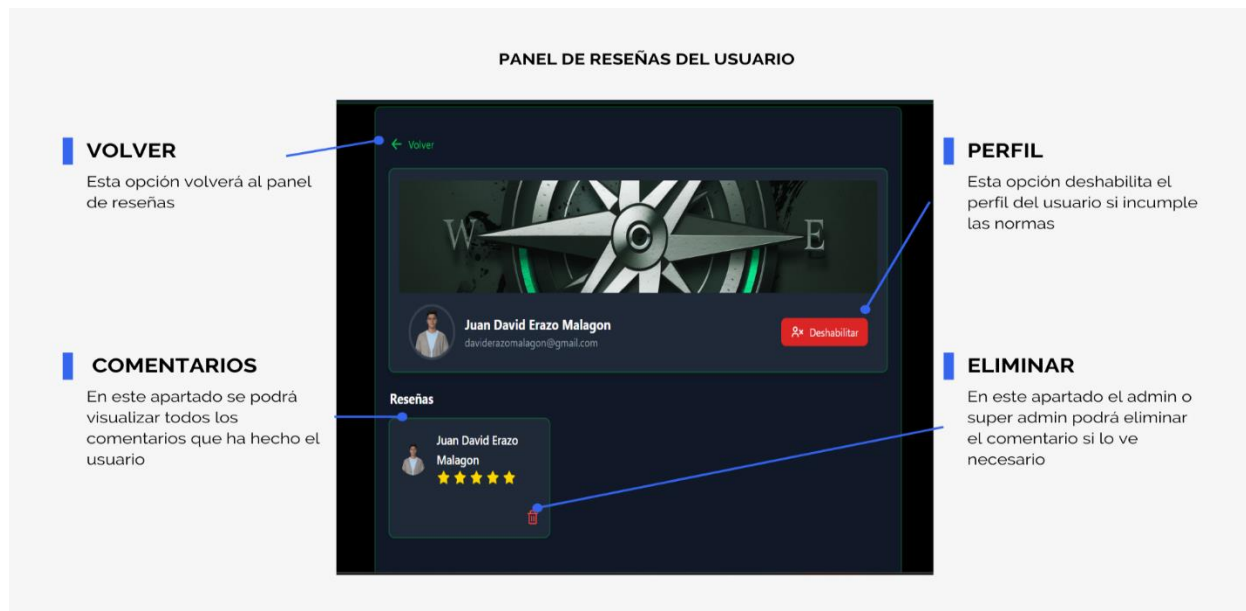 PANEL DE RESEÑAS DEL USUARIO
VOLVER
Esta opción volverá al panel
de reseñas
COMENTARIOS
En este apartado se podrá
visualizar todos los
comentarios que ha hecho el
usuario
Volver
W
E
Juan David Erazo Malagon
daviderazomalagon@gmail.com
Deshabilitar
Reseñas
Juan David Erazo
Malagon
PERFIL
Esta opción deshabilita el
perfil del usuario si incumple
las normas
ELIMINAR
En este apartado el admin o
super admin podrá eliminar
el comentario si lo ve
necesario